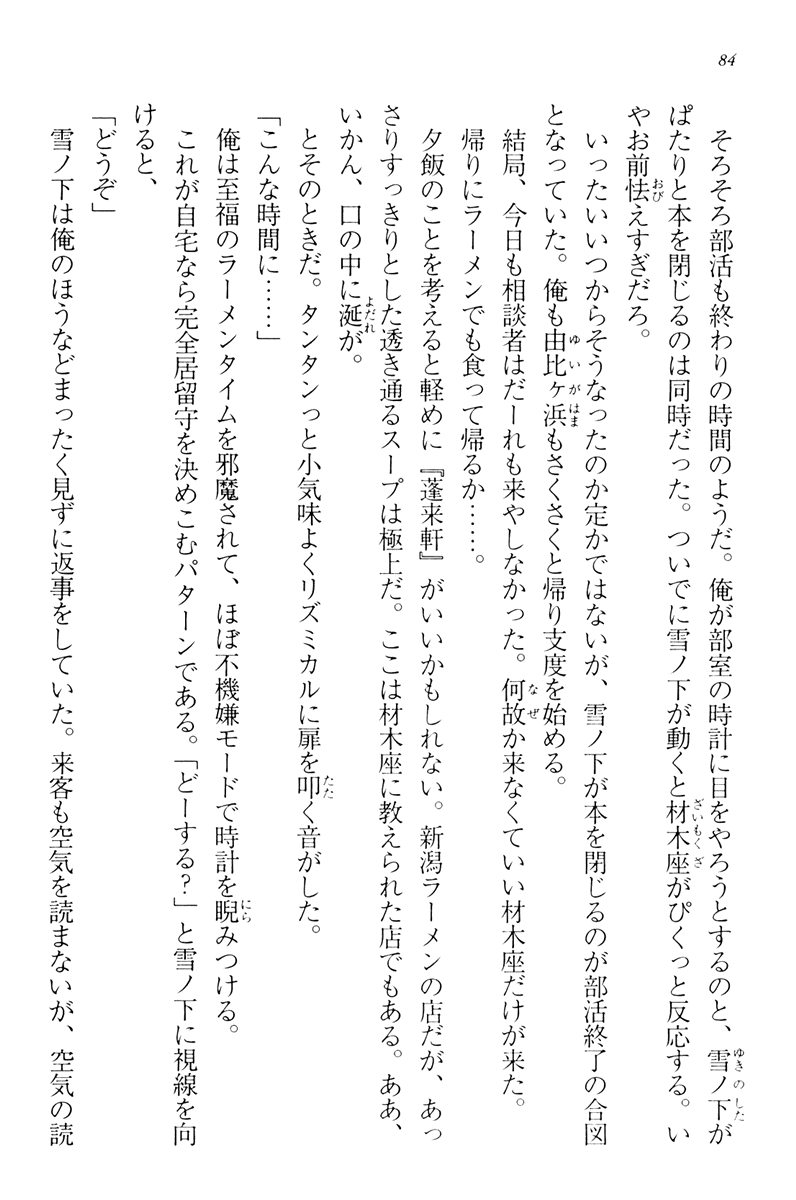 84
そろそろ部活も終わりの時間のようだ。俺が部室の時計に目をやろうとするのと、雪ノ下が
ぱたりと本を閉じるのは同時だった。ついでに雪ノ下が動くと材木座がぴくっと反応する。い
やお前怯えすぎだろ。
いったいいつからそうなったのか定かではないが、雪ノ下が本を閉じるのが部活終了の合図
となっていた。俺も由比ヶ浜もさくさくと帰り支度を始める。
結局、今日も相談者はだーれも来やしなかった。何故か来なくていい材木座だけが来た。
帰りにラーメンでも食って帰るか……。
夕飯のことを考えると軽めに『蓬来軒』がいいかもしれない。新潟ラーメンの店だが、あっ
さりすっきりとした透き通るスープは極上だ。ここは材木座に教えられた店でもある。ああ、
いかん、口の中に涎が。
とそのときだ。タンタンっと小気味よくリズミカルに扉を叩く音がした。
「こんな時間に……」
俺は至福のラーメンタイムを邪魔されて、ほぼ不機嫌モードで時計を睨みつける。
これが自宅なら完全居留守を決めこむパターンである。「どーする?」と雪ノ下に視線を向
けると、
「どうぞ」
雪ノ下は俺のほうなどまったく見ずに返事をしていた。来客も空気を読まないが、空気の読